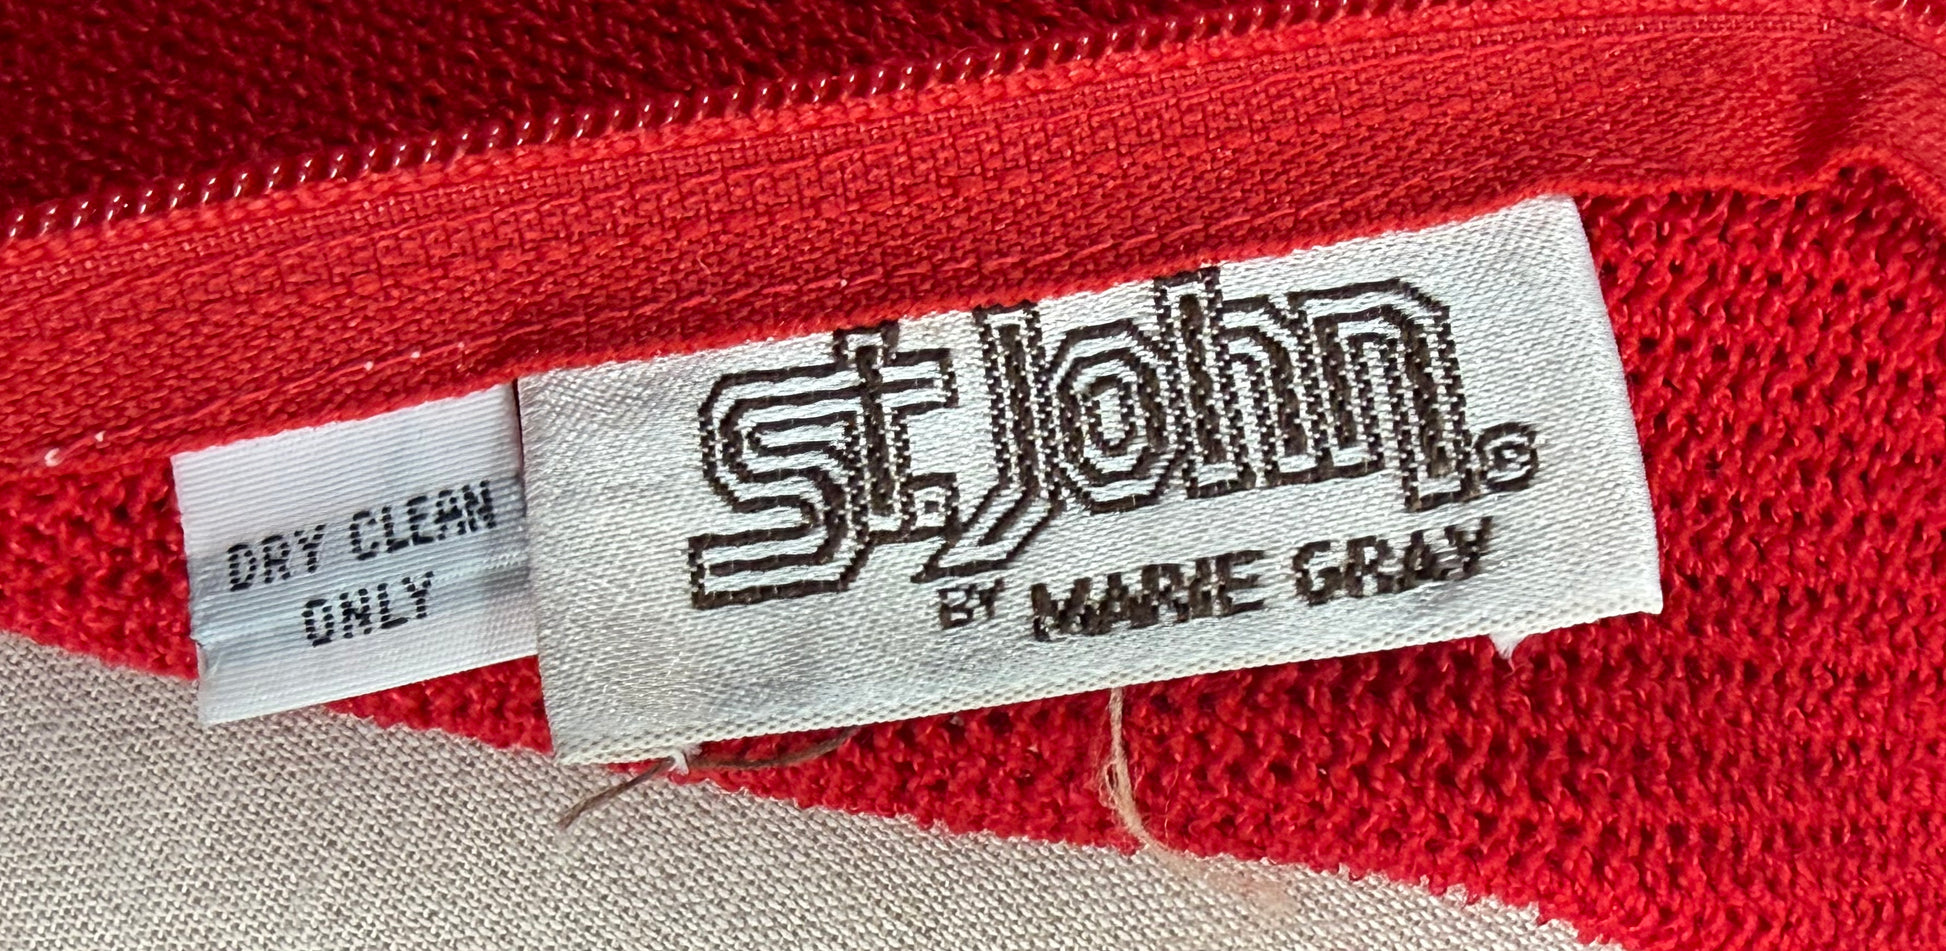 DRY CLEAN
ONLY
St. John ©
BY MARIE GRAY